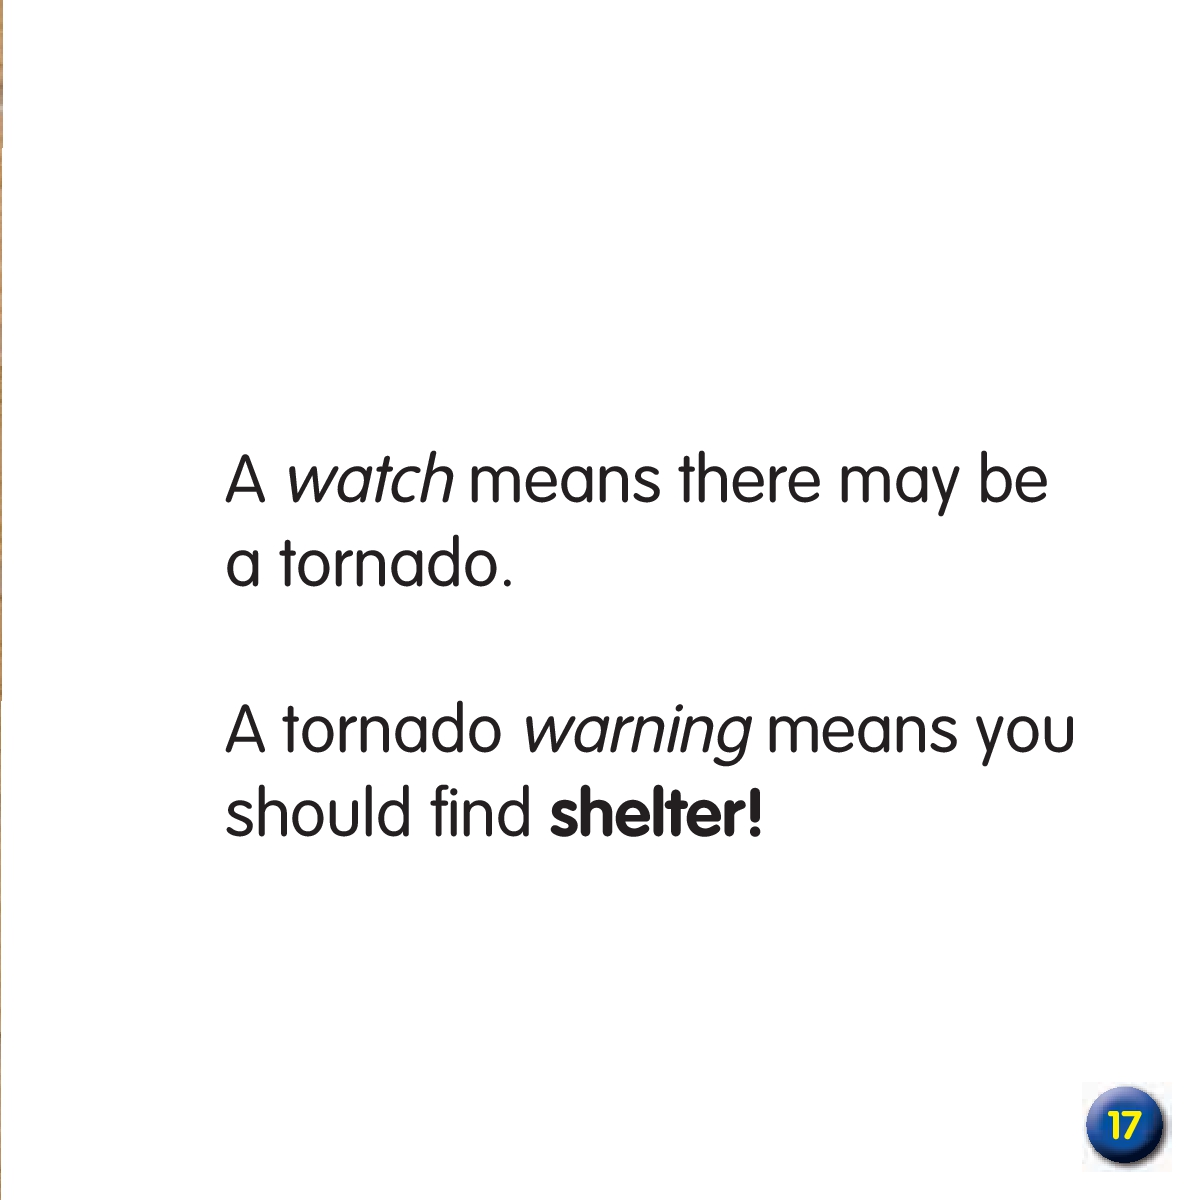 A watch means there may be
a tornado.
A tornado warning means you
should find shelter!
17